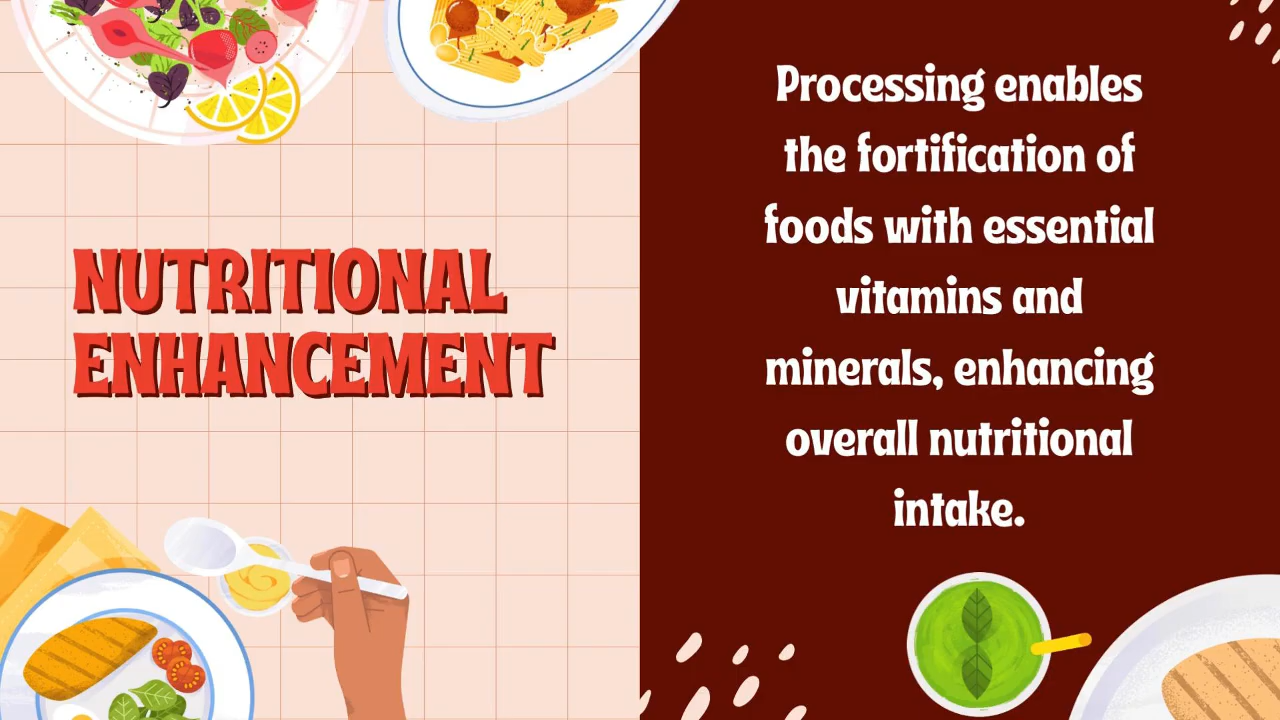 NUTRITIONAL
ENHANCEMENT
Processing enables
the fortification of
foods with essential
vitamins and
minerals, enhancing
overall nutritional
intake.